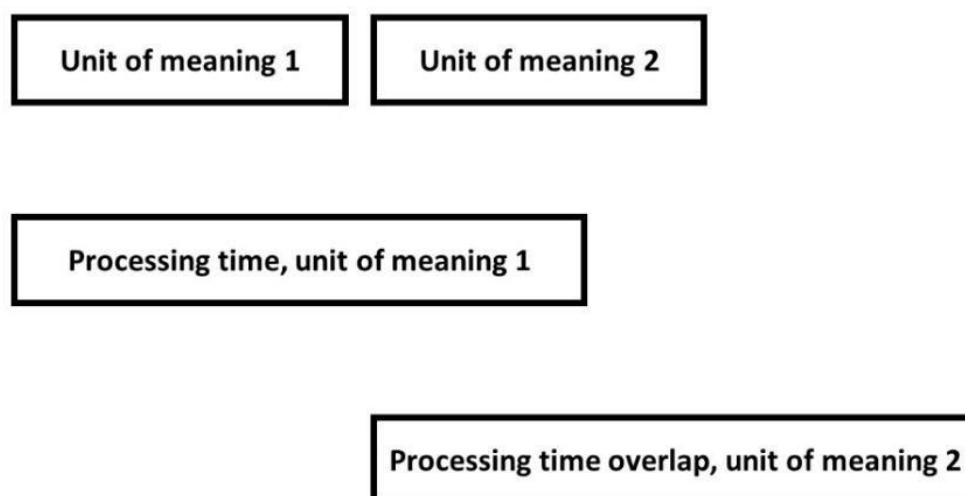 Unit of meaning 1
Unit of meaning 2
Processing time, unit of meaning 1
Processing time overlap, unit of meaning 2